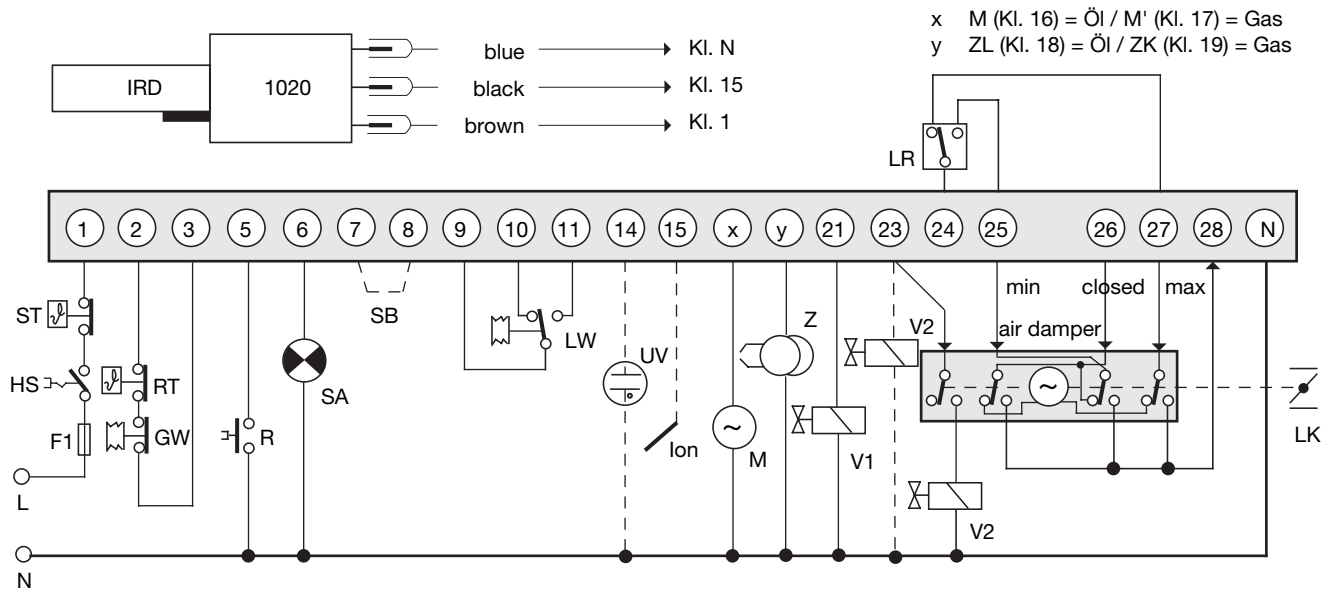 x M (Kl. 16) = Öl / M' (Kl. 17) = Gas
y ZL (Kl. 18) = Öl / ZK (Kl. 19) = Gas
IRD 1020
blue Kl. N
black Kl. 15
brown Kl. 1
LR
1 2 3 5 6 7 8 9 10 11 14 15 x y 21 23 24 25 26 27 28 N
min closed max
ST
SB
LW
Z
V2
air damper
UV
HS
RT
SA
F1
GW
R
Ion
M
V1
LK
L
V2
N